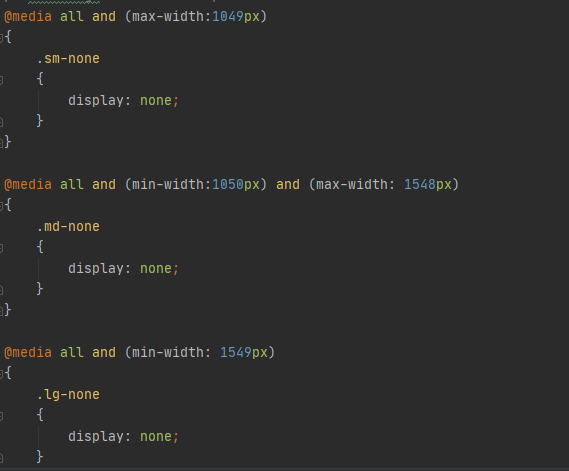 @media all and (max-width:1049px)
{
.sm-none
{
display: none;
}
}
@media all and (min-width:1050px) and (max-width: 1548px)
{
.md-none
{
display: none;
}
}
@media all and (min-width: 1549px)
{
.lg-none
{
display: none;
}